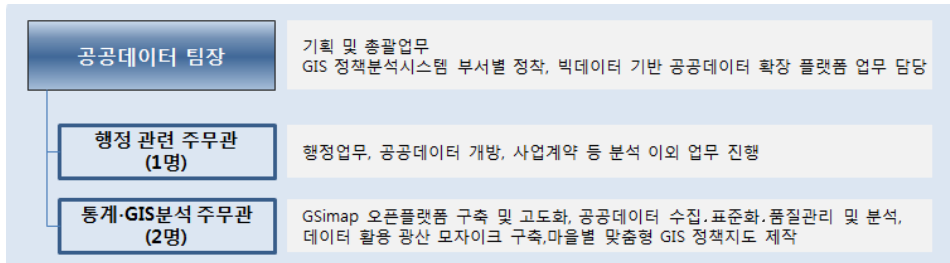 공공데이터 팀장
기획 및 총괄업무
GIS 정책분석시스템 부서별 정착, 빅데이터 기반 공공데이터 확장 플랫폼 업무 담당
행정 관련 주무관
(1명)
행정업무, 공공데이터 개방, 사업계약 등 분석 이외 업무 진행
통계·GIS분석 주무관
(2명)
GSimap 오픈플랫폼 구축 및 고도화, 공공데이터 수집.표준화.품질관리 및 분석,
데이터 활용 광산 모자이크 구축,마을별 맞춤형 GIS 정책지도 제작